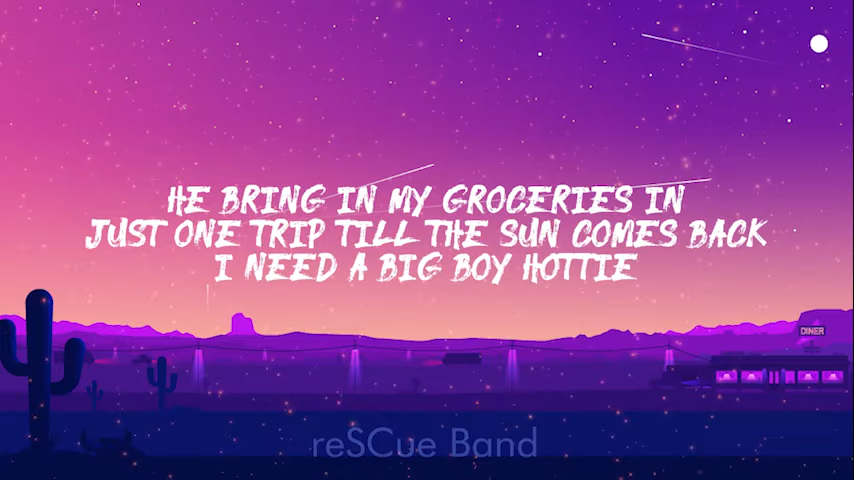 HE BRING IN MY GROCERIES IN
JUST ONE TRIP TILL THE SUN COMES BACK
I NEED A BIG BOY HOTTIE
DINER
reSCue Band